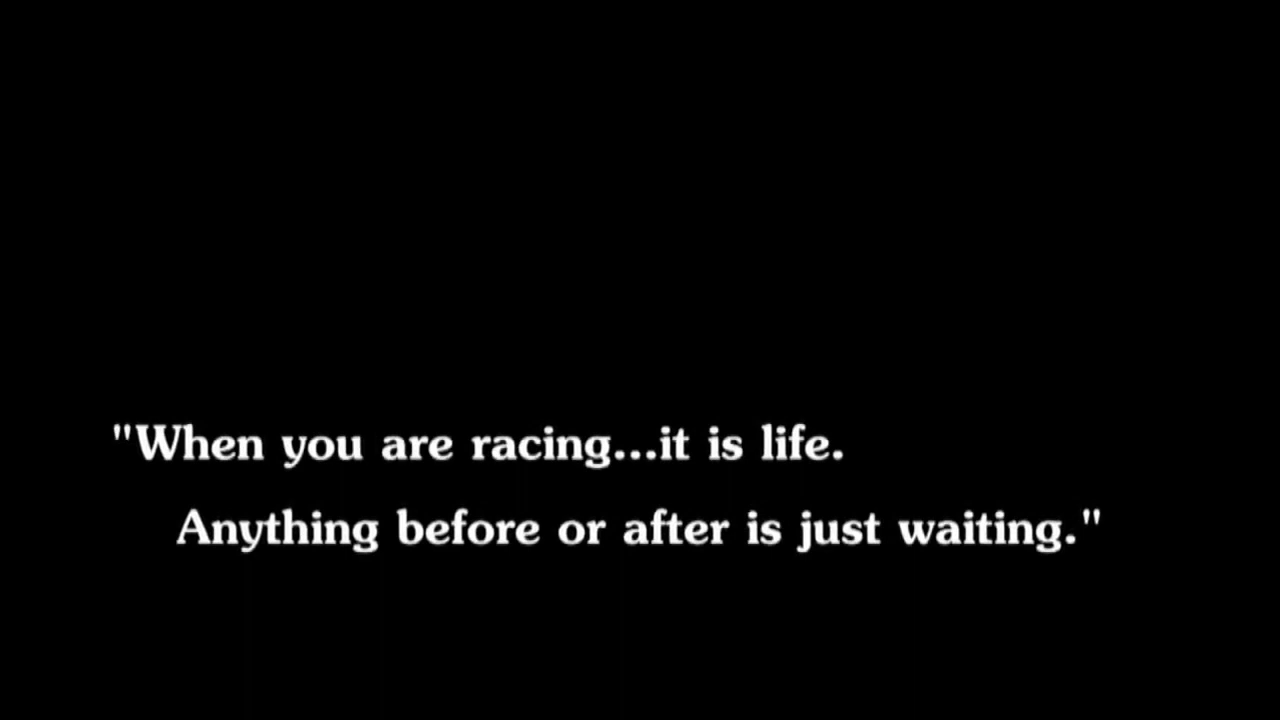 "When you are racing...it is life.
Anything before or after is just waiting."